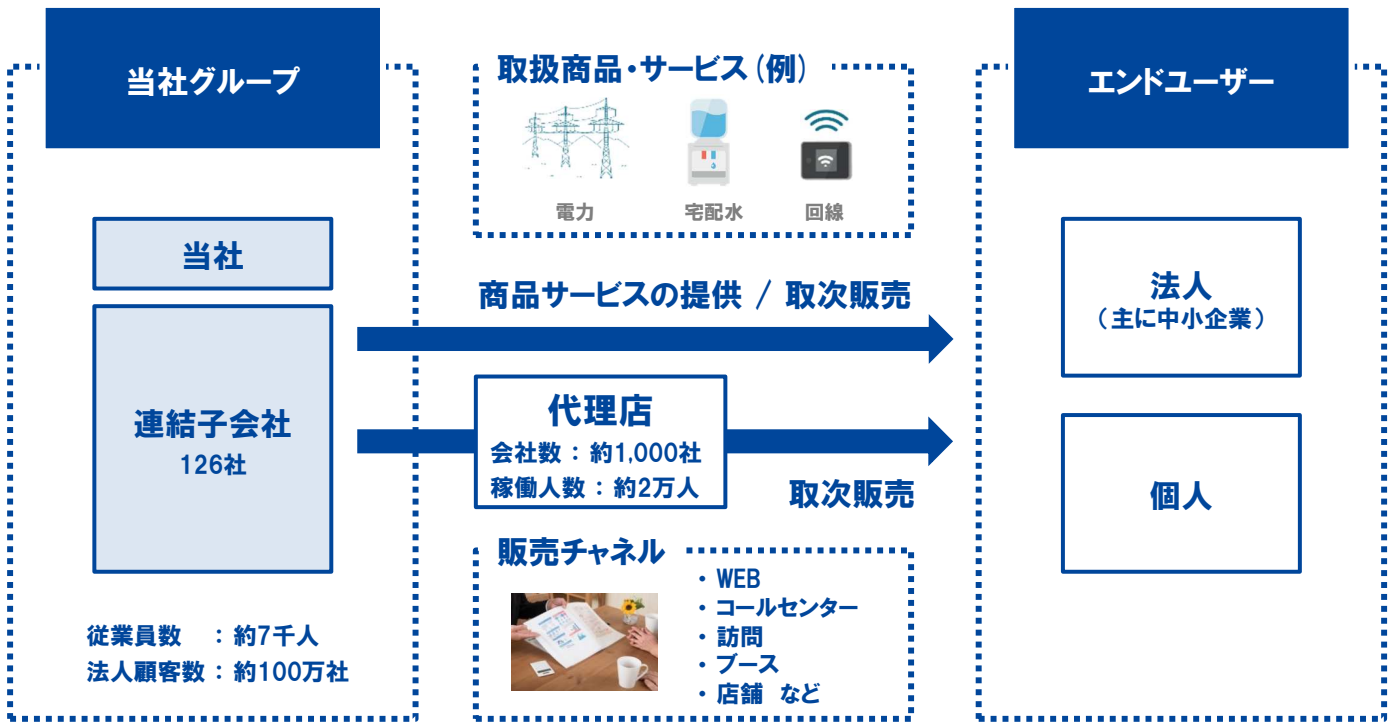 当社グループ
当社
連結子会社
126社
従業員数 : 約7千人
法人顧客数 : 約100万社
取扱商品・サービス(例)
電力
宅配水
回線
商品サービスの提供 / 取次販売
代理店
会社数 : 約1,000社
稼働人数 : 約2万人
取次販売
販売チャネル
・ WEB
・ コールセンター
・ 訪問
・ ブース
・ 店舗 など
エンドユーザー
法人
(主に中小企業)
個人